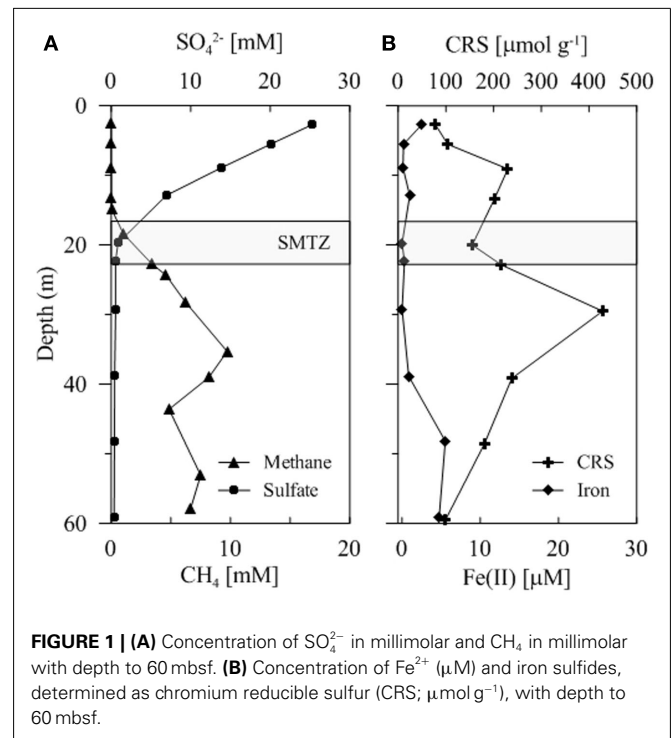 A
SO₄²⁻ [mM]
0 10 20 30
B
CRS [μmol g⁻¹]
0 100 200 300 400 500
0
20
40
60
Depth (m)
SMTZ
Methane
Sulfate
CRS
Iron
0 10 20
CH₄ [mM]
0 10 20 30
Fe(II) [μM]
FIGURE 1 | (A) Concentration of SO₄²⁻ in millimolar and CH₄ in millimolar
with depth to 60 mbsf. (B) Concentration of Fe²⁺ (μM) and iron sulfides,
determined as chromium reducible sulfur (CRS; μmol g⁻¹), with depth to
60 mbsf.